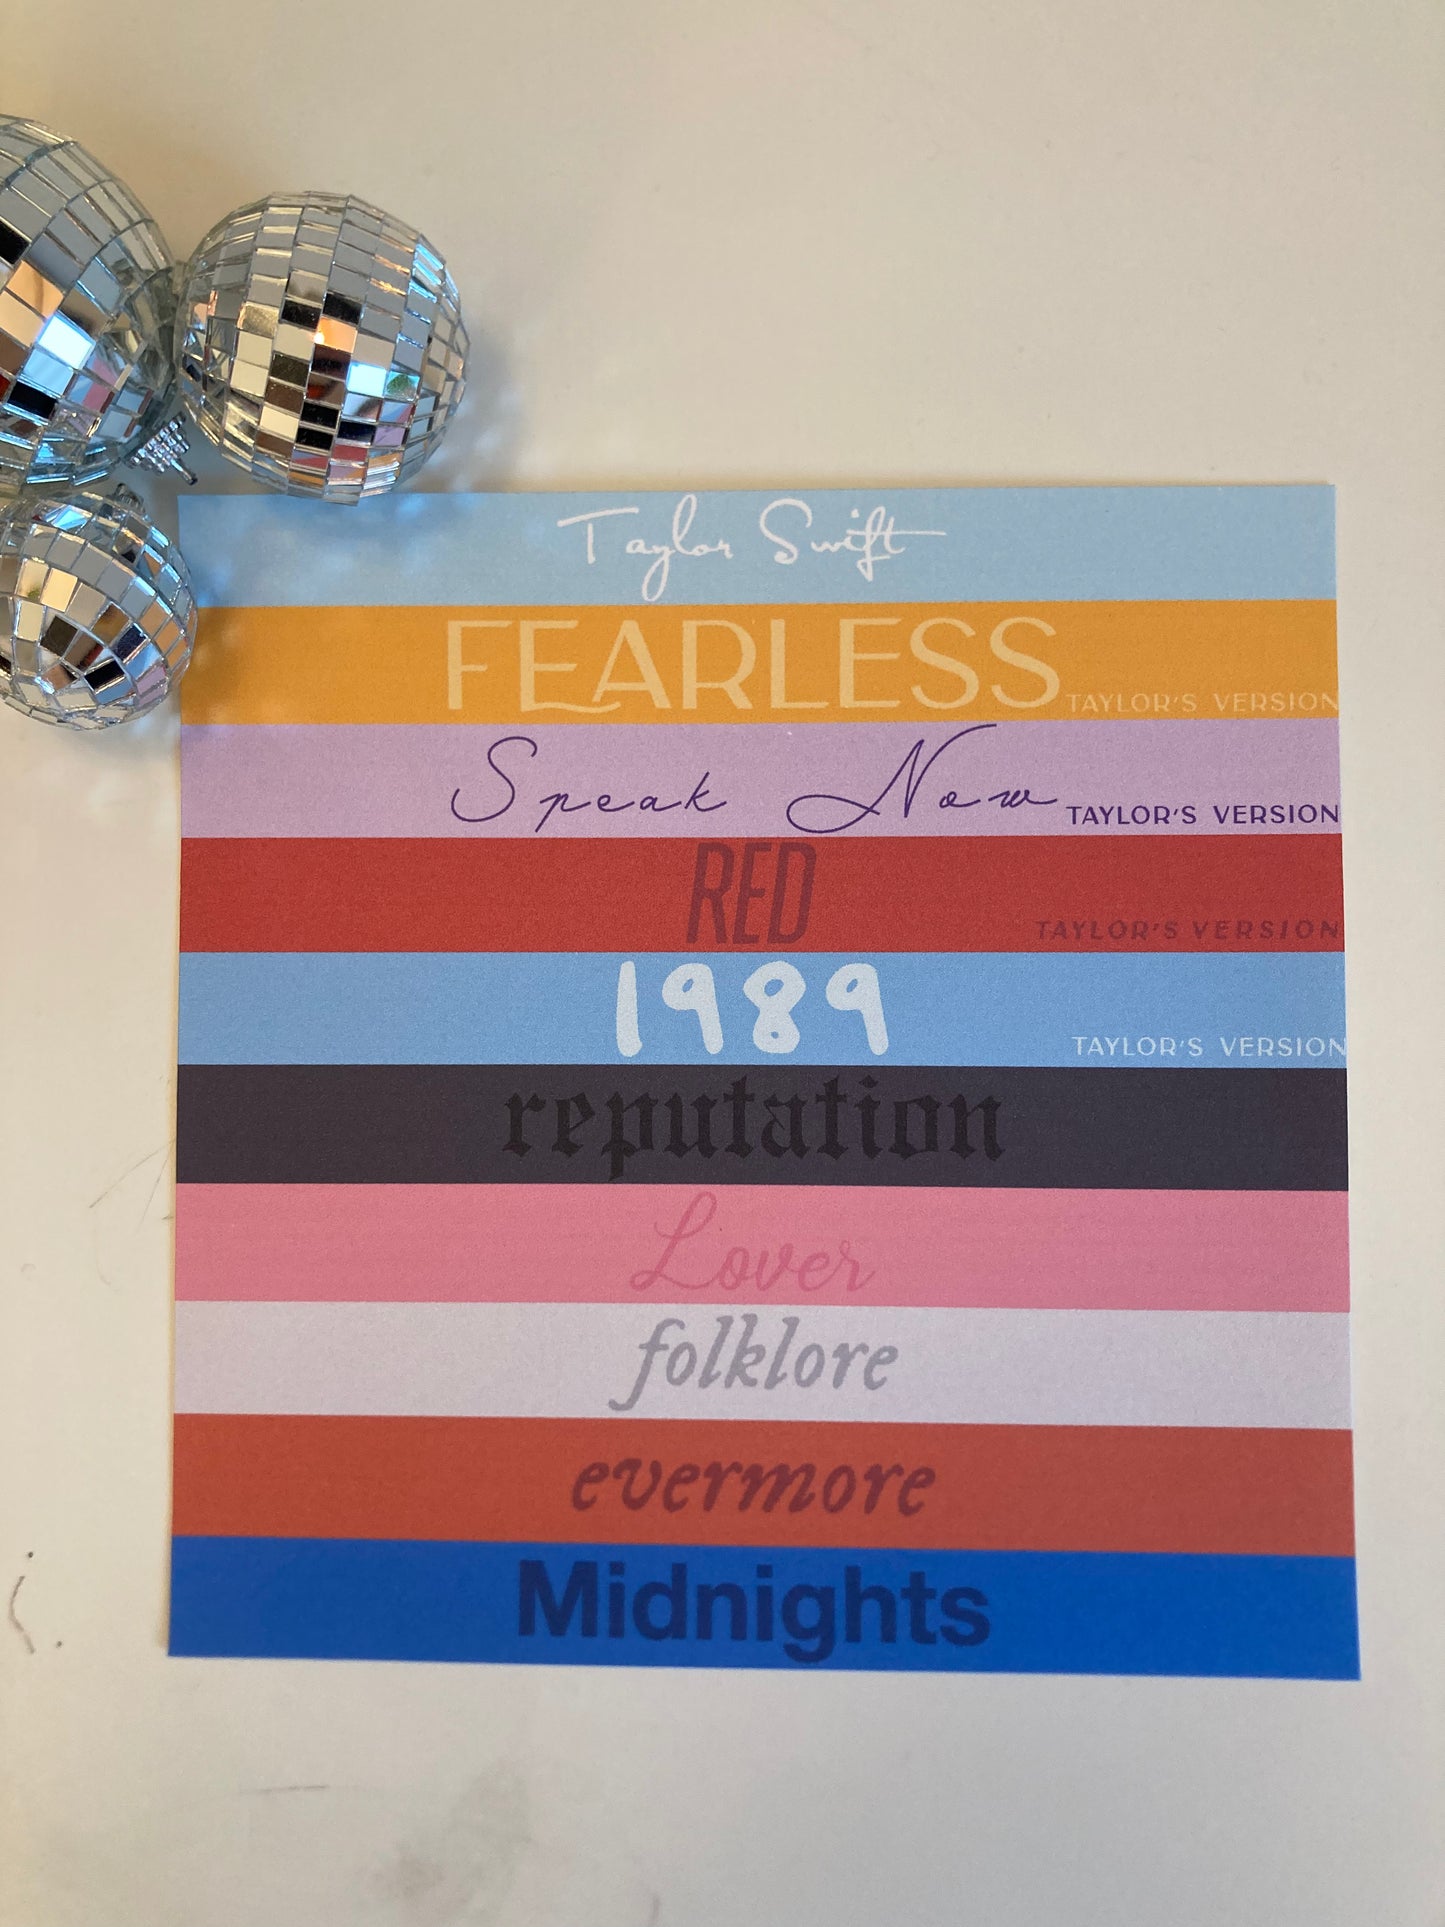 Taylor Swift
FEARLESS TAYLOR'S VERSION
Speak Now TAYLOR'S VERSION
RED TAYLOR'S VERSION
1989 TAYLOR'S VERSION
reputation
Lover
folklore
evermore
Midnights